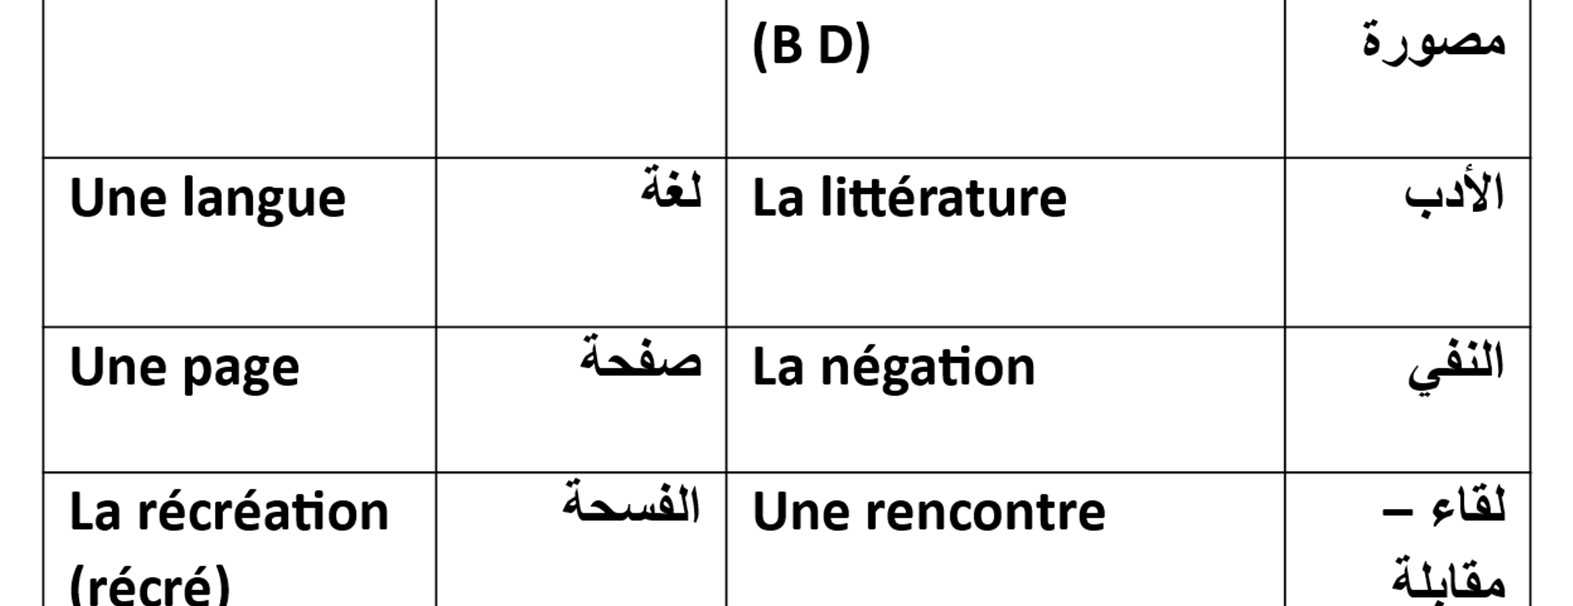 (B D) مصورة
Une langue لغة La littérature الأدب
Une page صفحة La négation النفي
La récréation الفسحة Une rencontre لقاء –
(récré) مقابلة